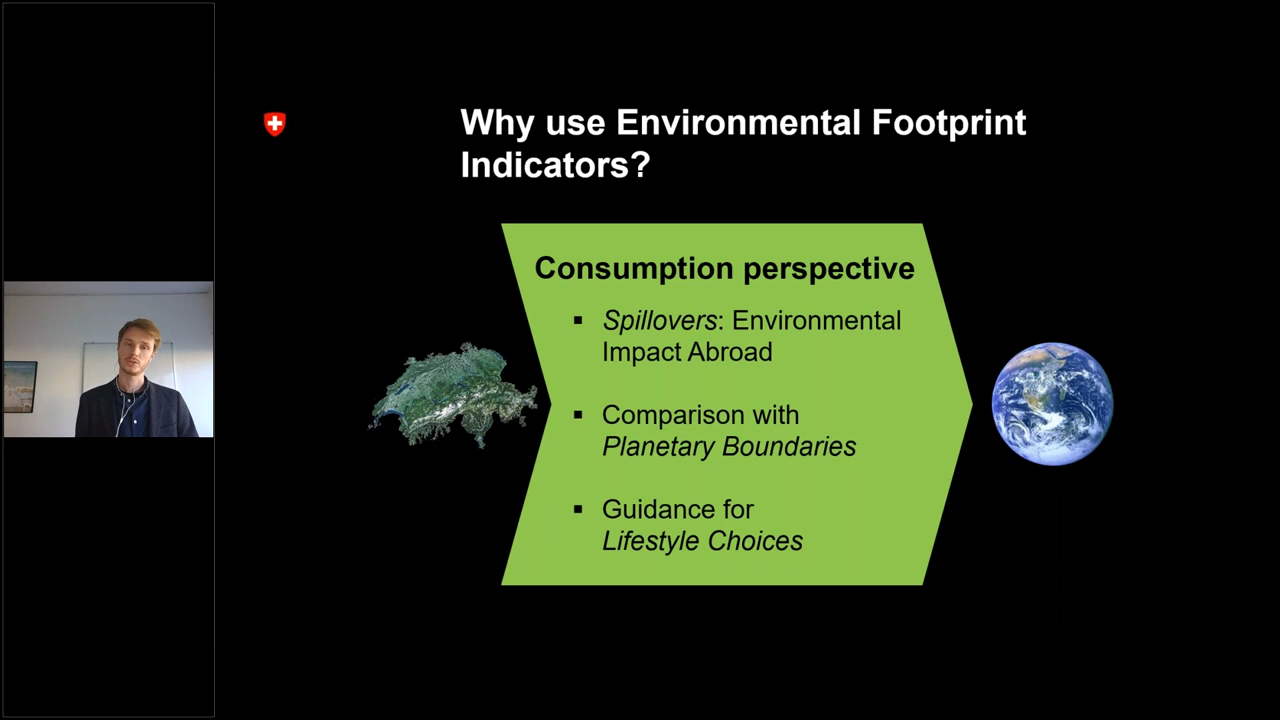 Why use Environmental Footprint
Indicators?
Consumption perspective
▪ Spillovers: Environmental
Impact Abroad
▪ Comparison with
Planetary Boundaries
▪ Guidance for
Lifestyle Choices